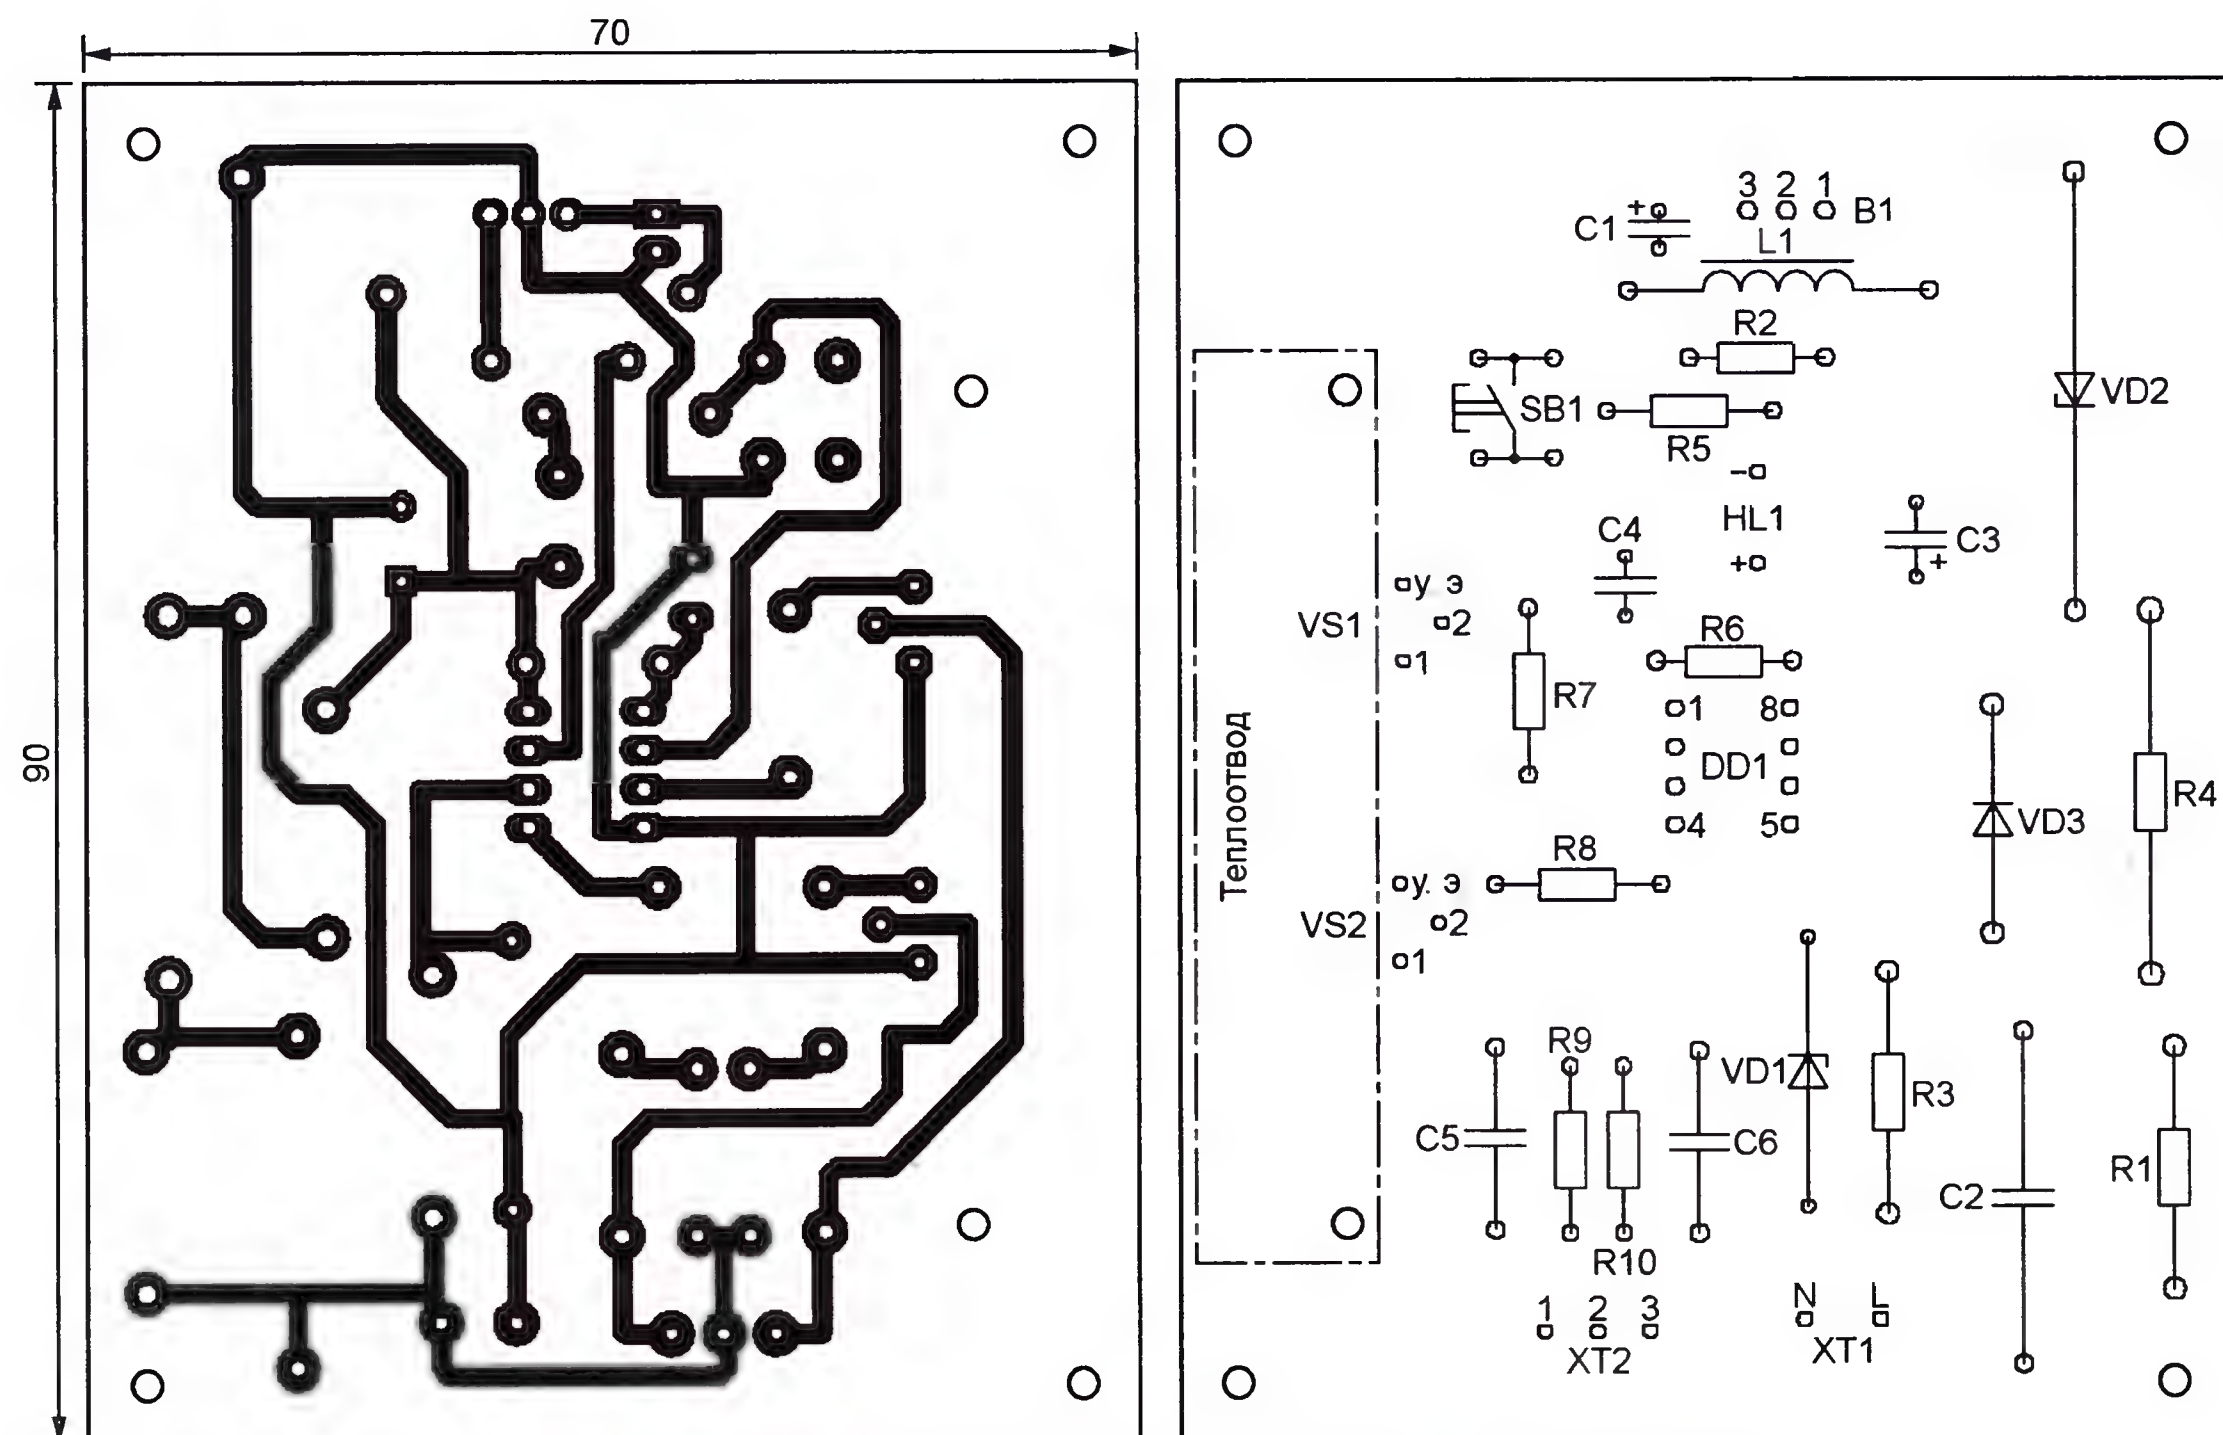 70
90
3 2 1
B1
+
C1
L1
R2
VD2
SB1
R5
−
HL1
C4
C3
+
+
у. э
VS1
2
1
R6
R7
1
8
DD1
4
5
Теплоотвод
VD3
R4
R8
у. э
VS2
2
1
R9
VD1
R3
C5
C6
C2
R1
R10
1 2 3
XT2
N L
XT1